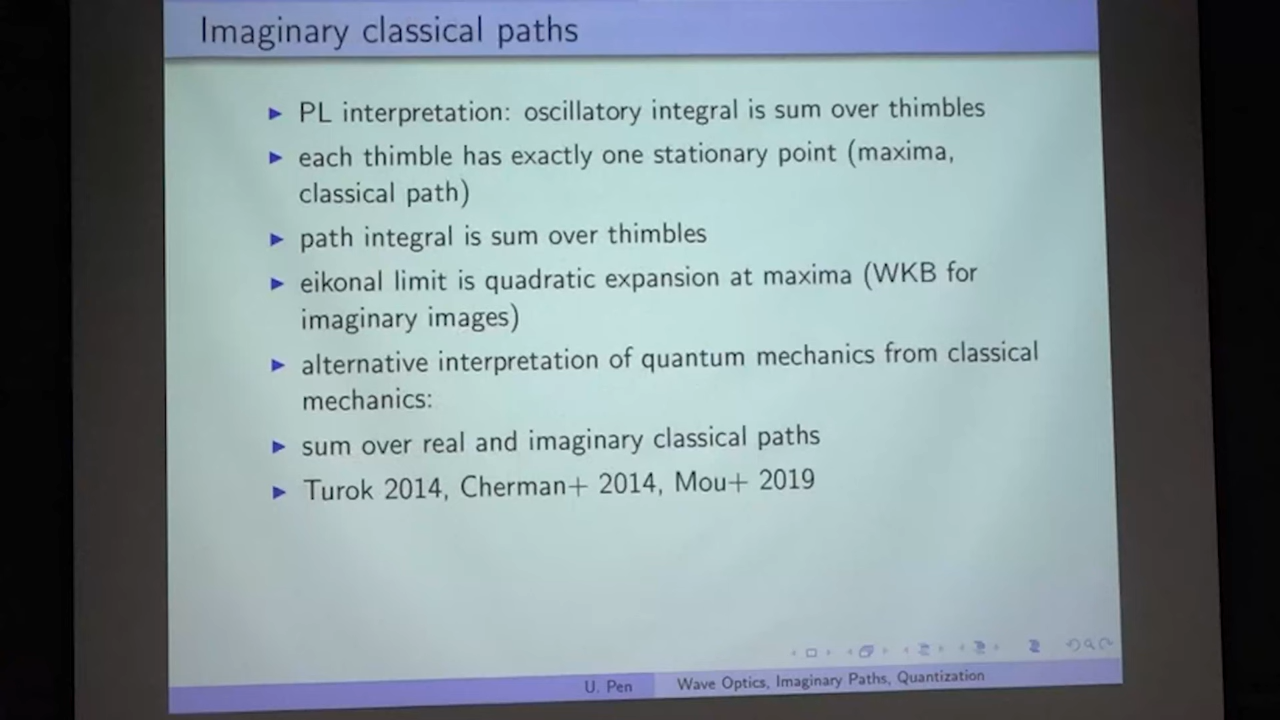 Imaginary classical paths
PL interpretation: oscillatory integral is sum over thimbles
each thimble has exactly one stationary point (maxima,
classical path)
path integral is sum over thimbles
eikonal limit is quadratic expansion at maxima (WKB for
imaginary images)
alternative interpretation of quantum mechanics from classical
mechanics:
sum over real and imaginary classical paths
Turok 2014, Cherman+ 2014, Mou+ 2019
U. Pen
Wave Optics, Imaginary Paths, Quantization